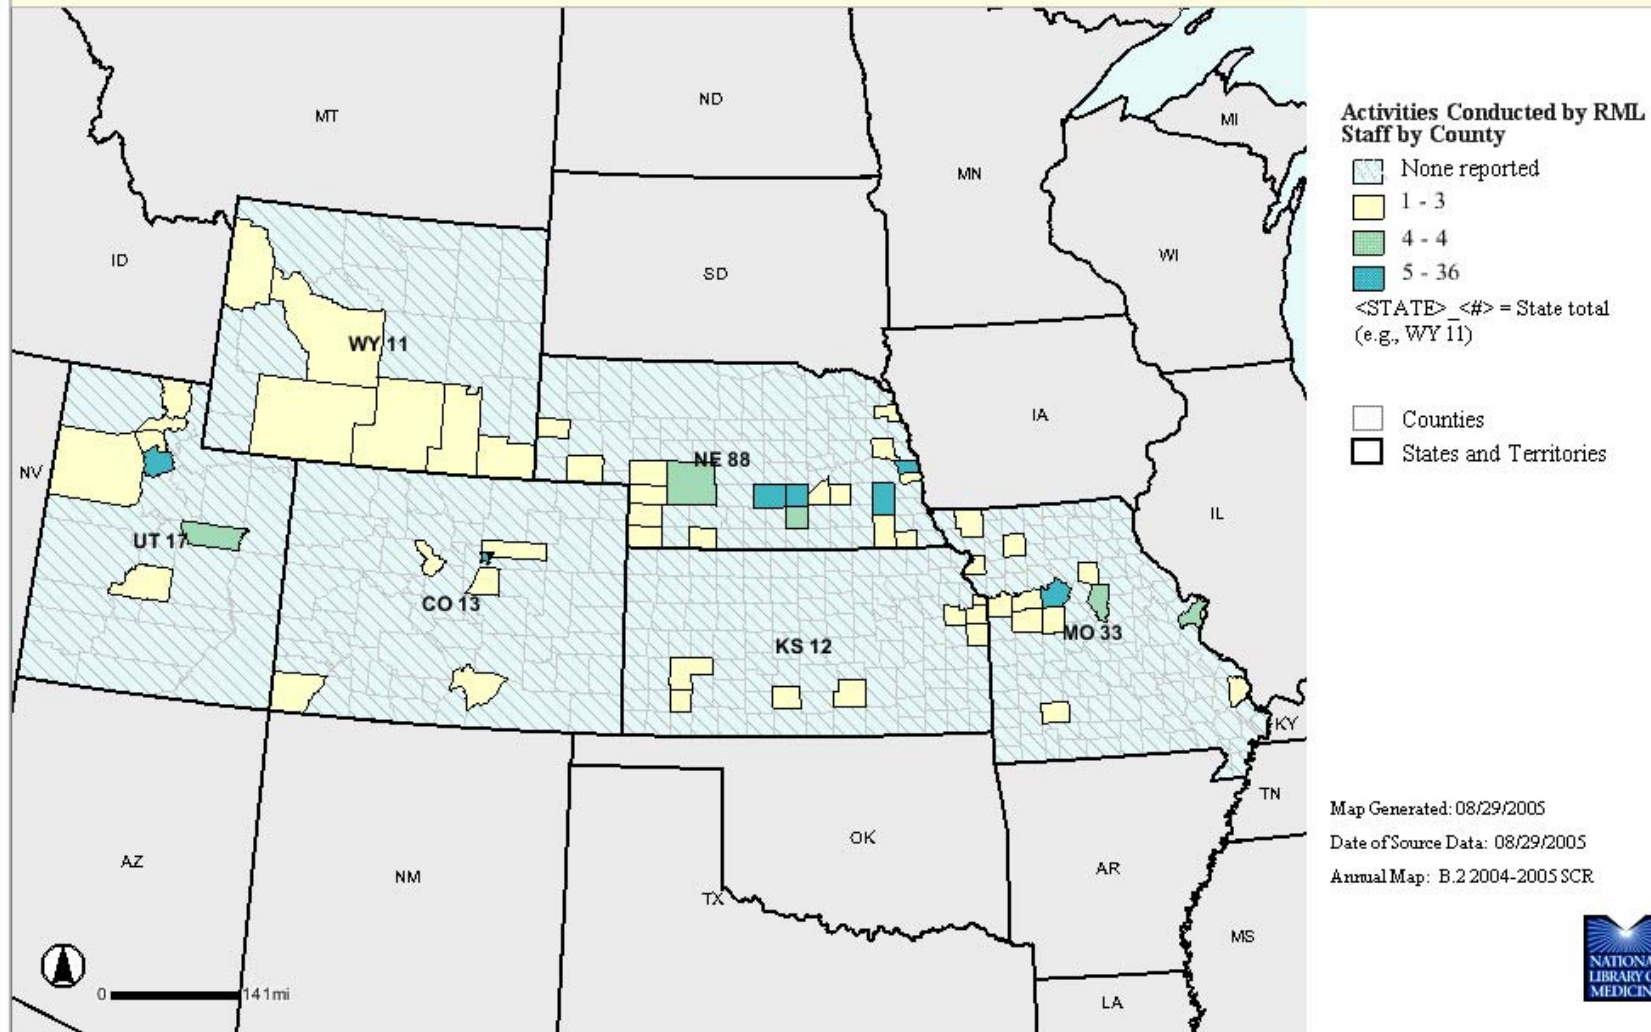 MT
ND
MN
MI
ID
SD
WI
WY 11
IA
NV
NE 88
IL
UT 17
CO 13
KS 12
MO 33
KY
TN
AZ
NM
OK
AR
TX
MS
LA
0 141mi
Activities Conducted by RML
Staff by County
None reported
1 - 3
4 - 4
5 - 36
<STATE>_<#> = State total
(e.g., WY 11)
Counties
States and Territories
Map Generated: 08/29/2005
Date of Source Data: 08/29/2005
Annual Map: B.2 2004-2005 SCR
NATIONA
LIBRARY O
MEDICIN